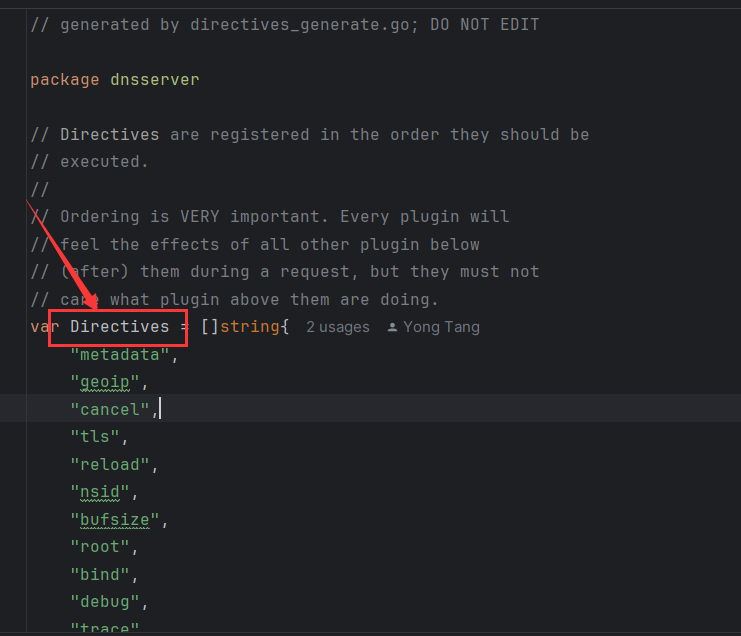 // generated by directives_generate.go; DO NOT EDIT
package dnsserver
// Directives are registered in the order they should be
// executed.
//
// Ordering is VERY important. Every plugin will
// feel the effects of all other plugin below
// (after) them during a request, but they must not
// care what plugin above them are doing.
var Directives = []string{ 2 usages Yong Tang
"metadata",
"geoip",
"cancel",
"tls",
"reload",
"nsid",
"bufsize",
"root",
"bind",
"debug",
"trace"